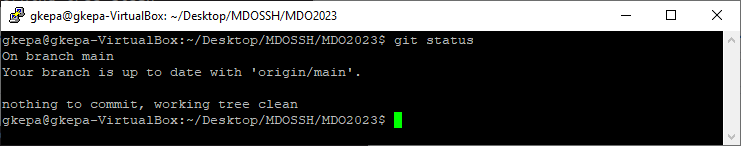 gkepa@gkepa-VirtualBox: ~/Desktop/MDOSSH/MDO2023
gkepa@gkepa-VirtualBox:~/Desktop/MDOSSH/MDO2023$ git status
On branch main
Your branch is up to date with 'origin/main'.
nothing to commit, working tree clean
gkepa@gkepa-VirtualBox:~/Desktop/MDOSSH/MDO2023$